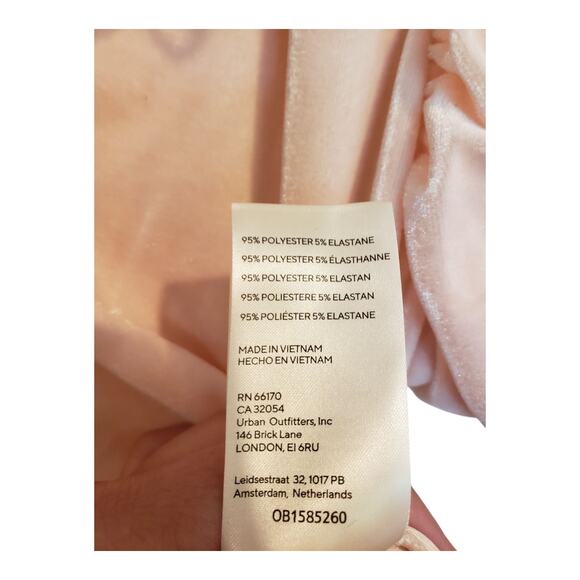 95% POLYESTER 5% ELASTANE
95% POLYESTER 5% ÉLASTHANNE
95% POLYESTER 5% ELASTAN
95% POLIESTERE 5% ELASTAN
95% POLIÉSTER 5% ELASTANE
MADE IN VIETNAM
HECHO EN VIETNAM
RN 66170
CA 32054
Urban Outfitters, Inc
146 Brick Lane
LONDON, EI 6RU
Leidsestraat 32, 1017 PB
Amsterdam, Netherlands
OB1585260